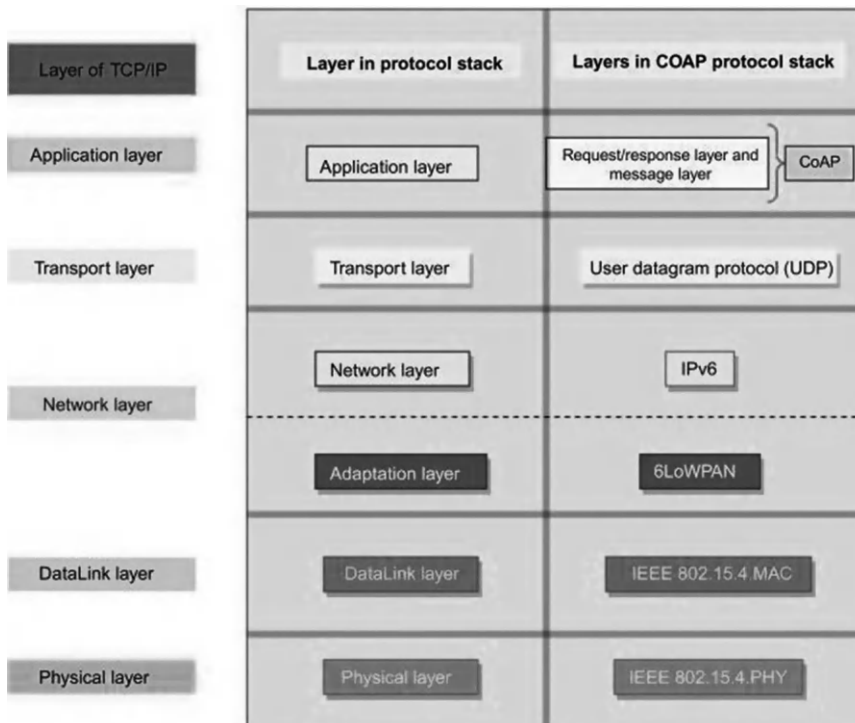 Layer of TCP/IP
Layer in protocol stack
Layers in COAP protocol stack
Application layer
Application layer
Request/response layer and
message layer
CoAP
Transport layer
Transport layer
User datagram protocol (UDP)
Network layer
Network layer
IPv6
Adaptation layer
6LoWPAN
DataLink layer
DataLink layer
IEEE 802.15.4.MAC
Physical layer
Physical layer
IEEE 802.15.4.PHY